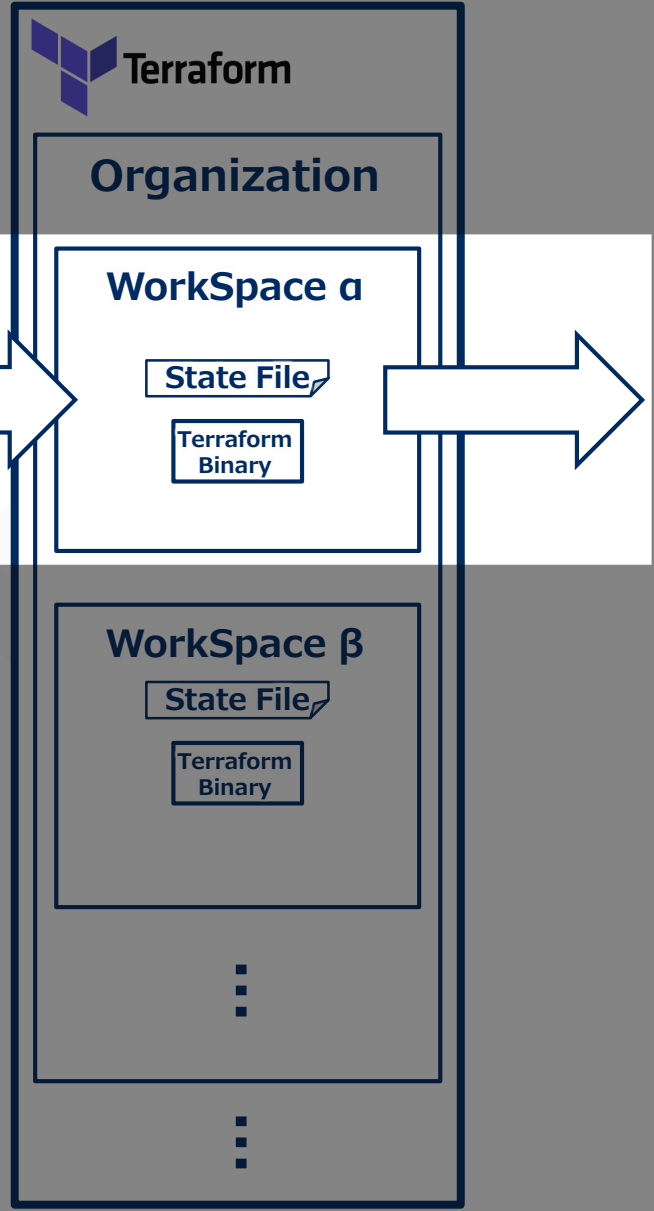 Terraform
Organization
WorkSpace α
State File
Terraform
Binary
WorkSpace β
State File
Terraform
Binary